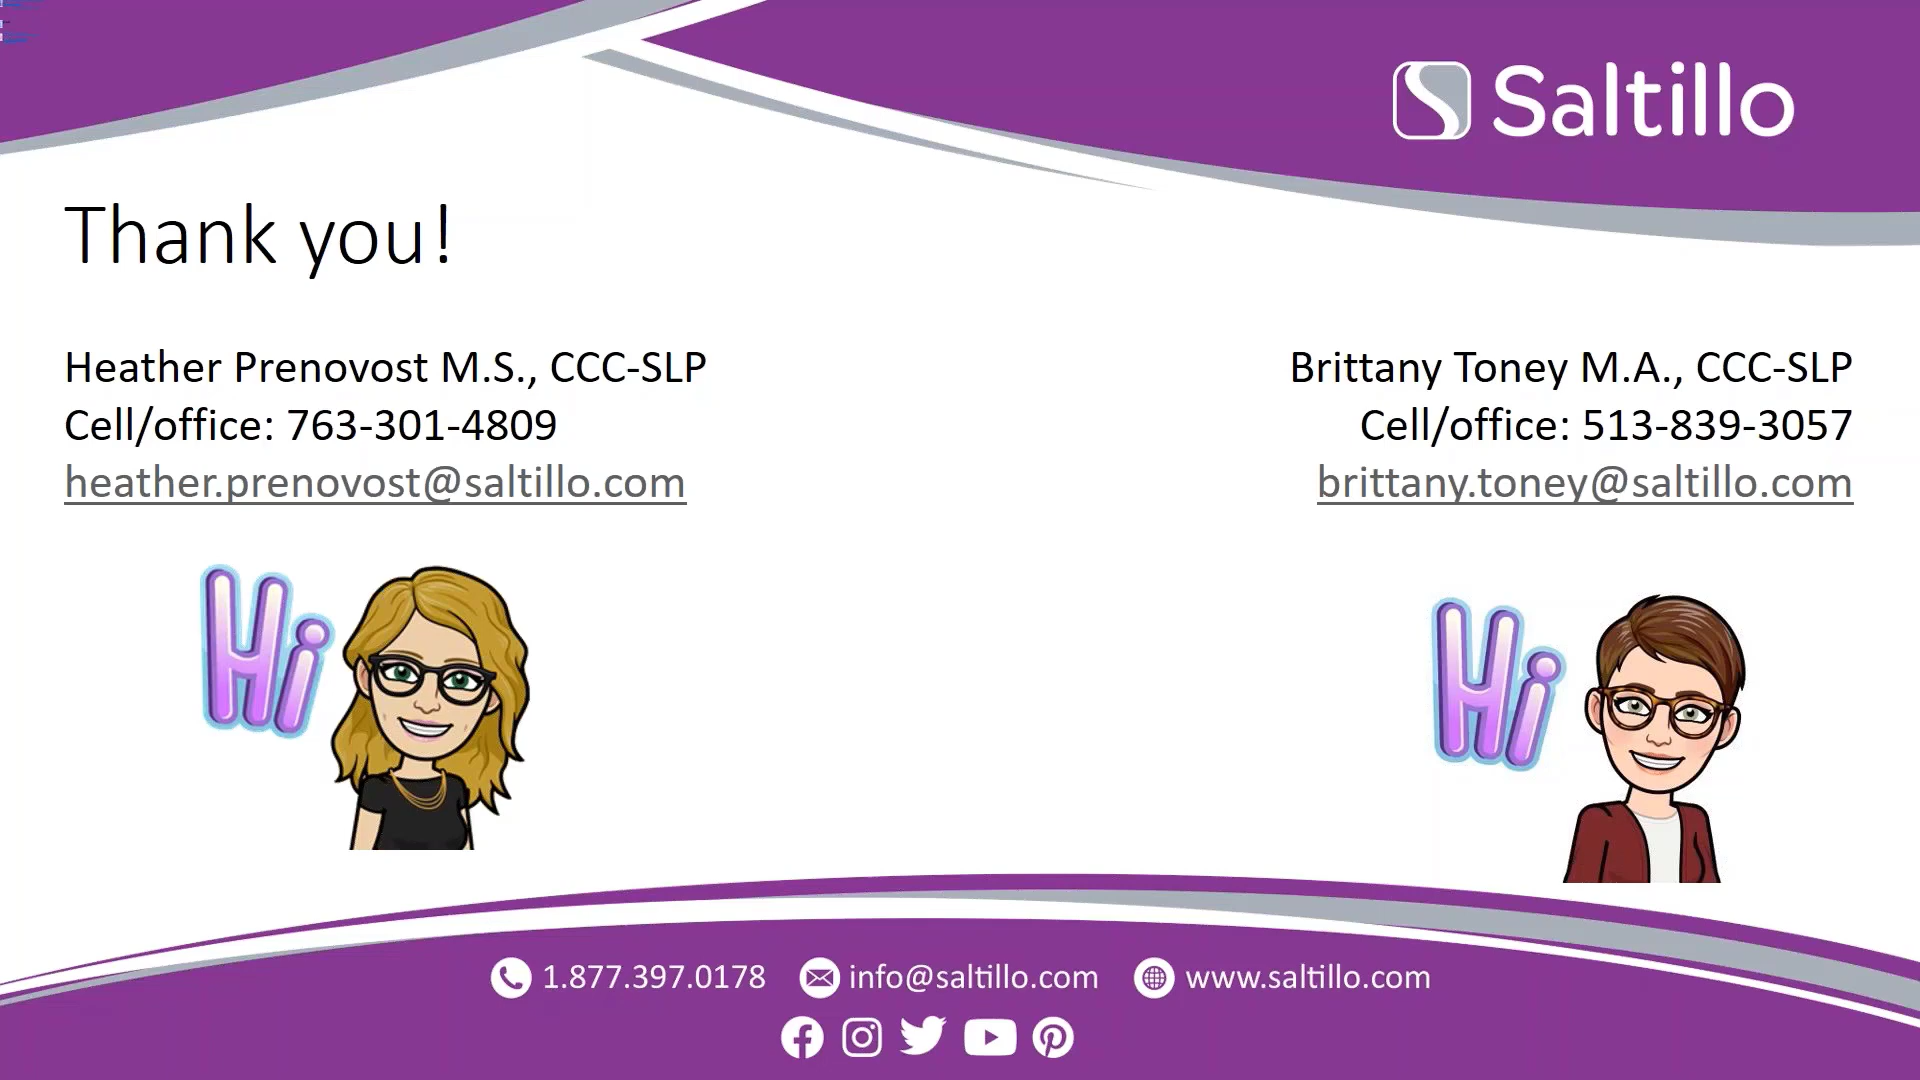 Saltillo
Thank you!
Heather Prenovost M.S., CCC-SLP
Cell/office: 763-301-4809
heather.prenovost@saltillo.com
Brittany Toney M.A., CCC-SLP
Cell/office: 513-839-3057
brittany.toney@saltillo.com
Hi
Hi
1.877.397.0178 info@saltillo.com www.saltillo.com